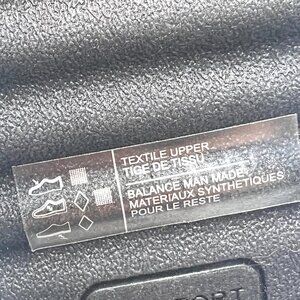 TEXTILE UPPER
TIGE DE TISSU
BALANCE MAN MADE
MATERIAUX SYNTHETIQUES
POUR LE RESTE